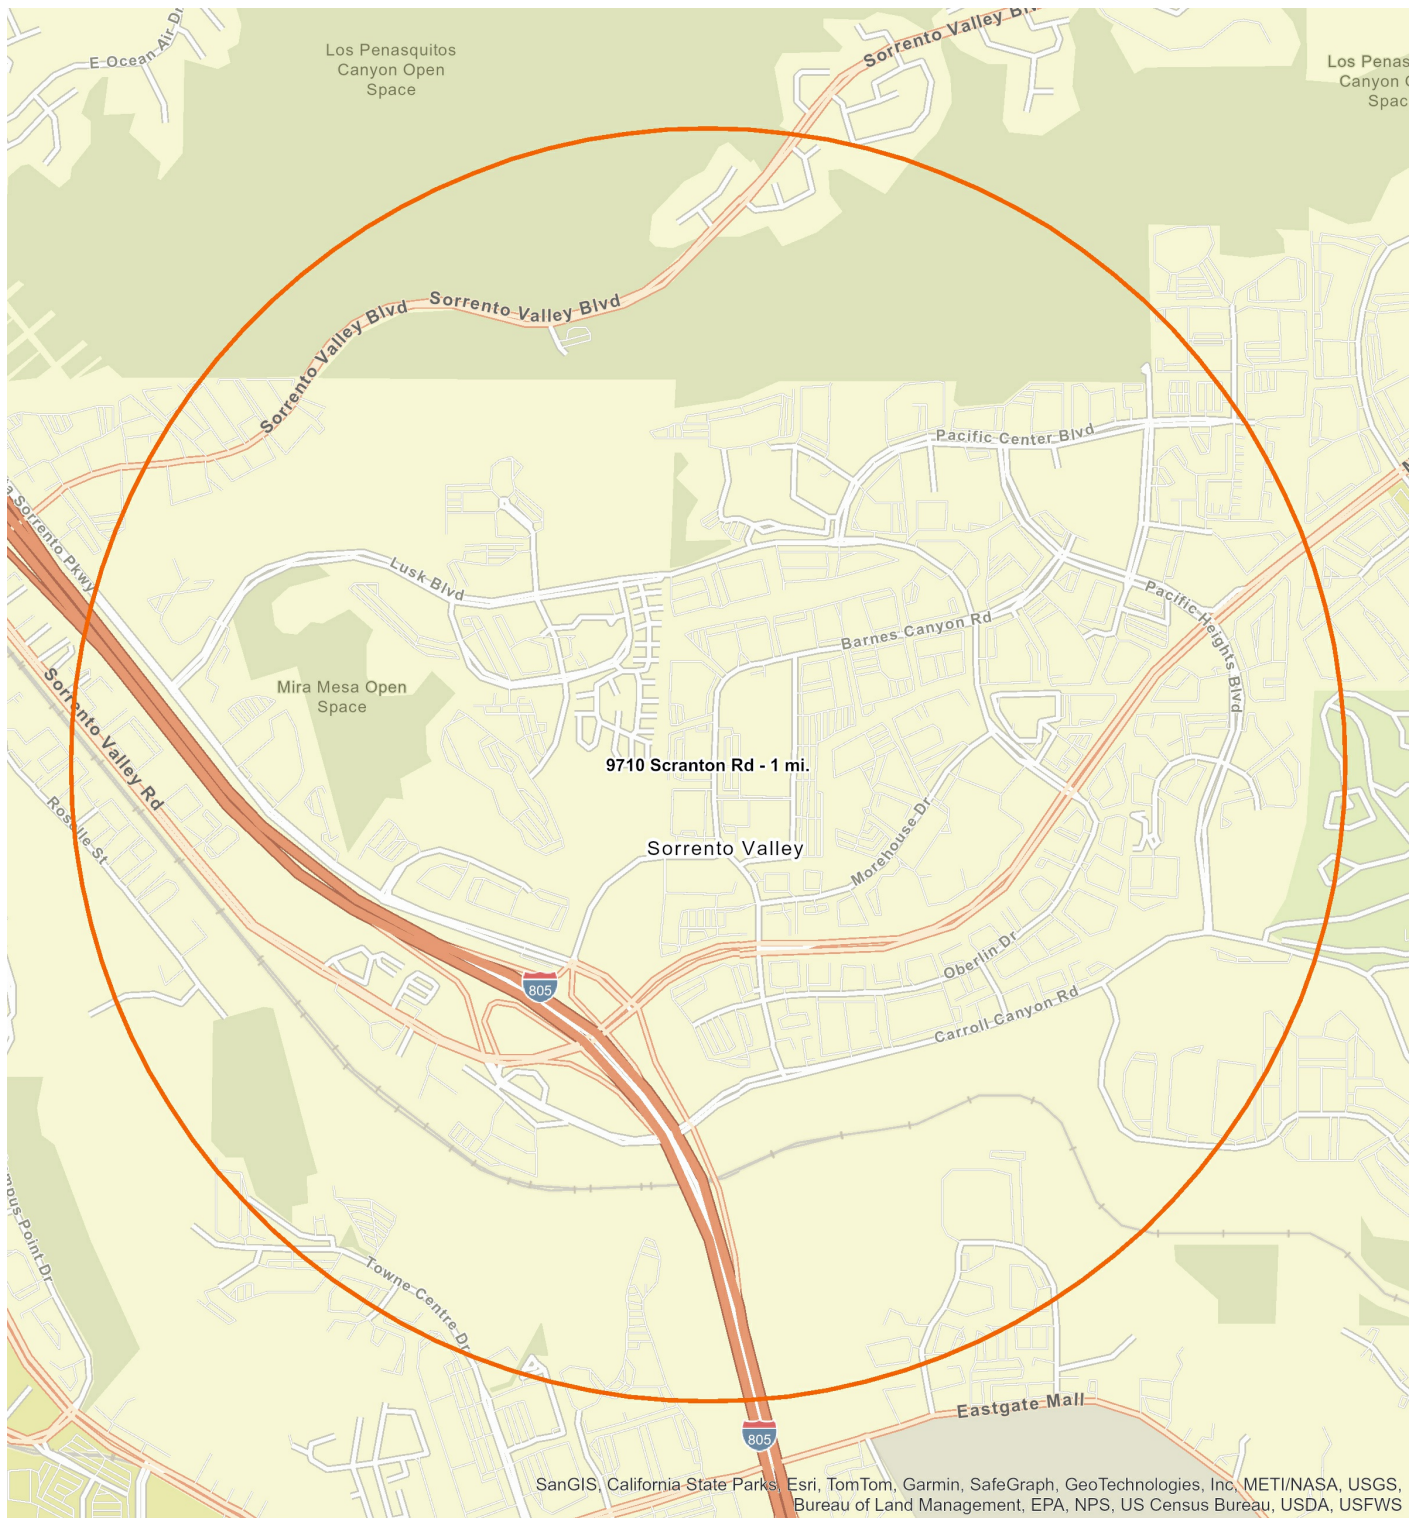 E Ocean Air Dr
Los Penasquitos
Canyon Open
Space
Sorrento Valley
Los Penas
Canyon
Spac
Sorrento Valley Blvd
Sorrento Valley Blvd
Pacific Center Blvd
Sorrento Pkwy
Lusk Blvd
Pacific Heights Blvd
Barnes Canyon Rd
Mira Mesa Open
Space
Sorrento Valley Rd
9710 Scranton Rd - 1 mi.
Roselle St
Morehouse Dr
Sorrento Valley
Oberlin Dr
805
Carroll Canyon Rd
Point Dr
Towne Centre Dr
Eastgate Mall
805
SanGIS, California State Parks, Esri, TomTom, Garmin, SafeGraph, GeoTechnologies, Inc, METI/NASA, USGS,
Bureau of Land Management, EPA, NPS, US Census Bureau, USDA, USFWS